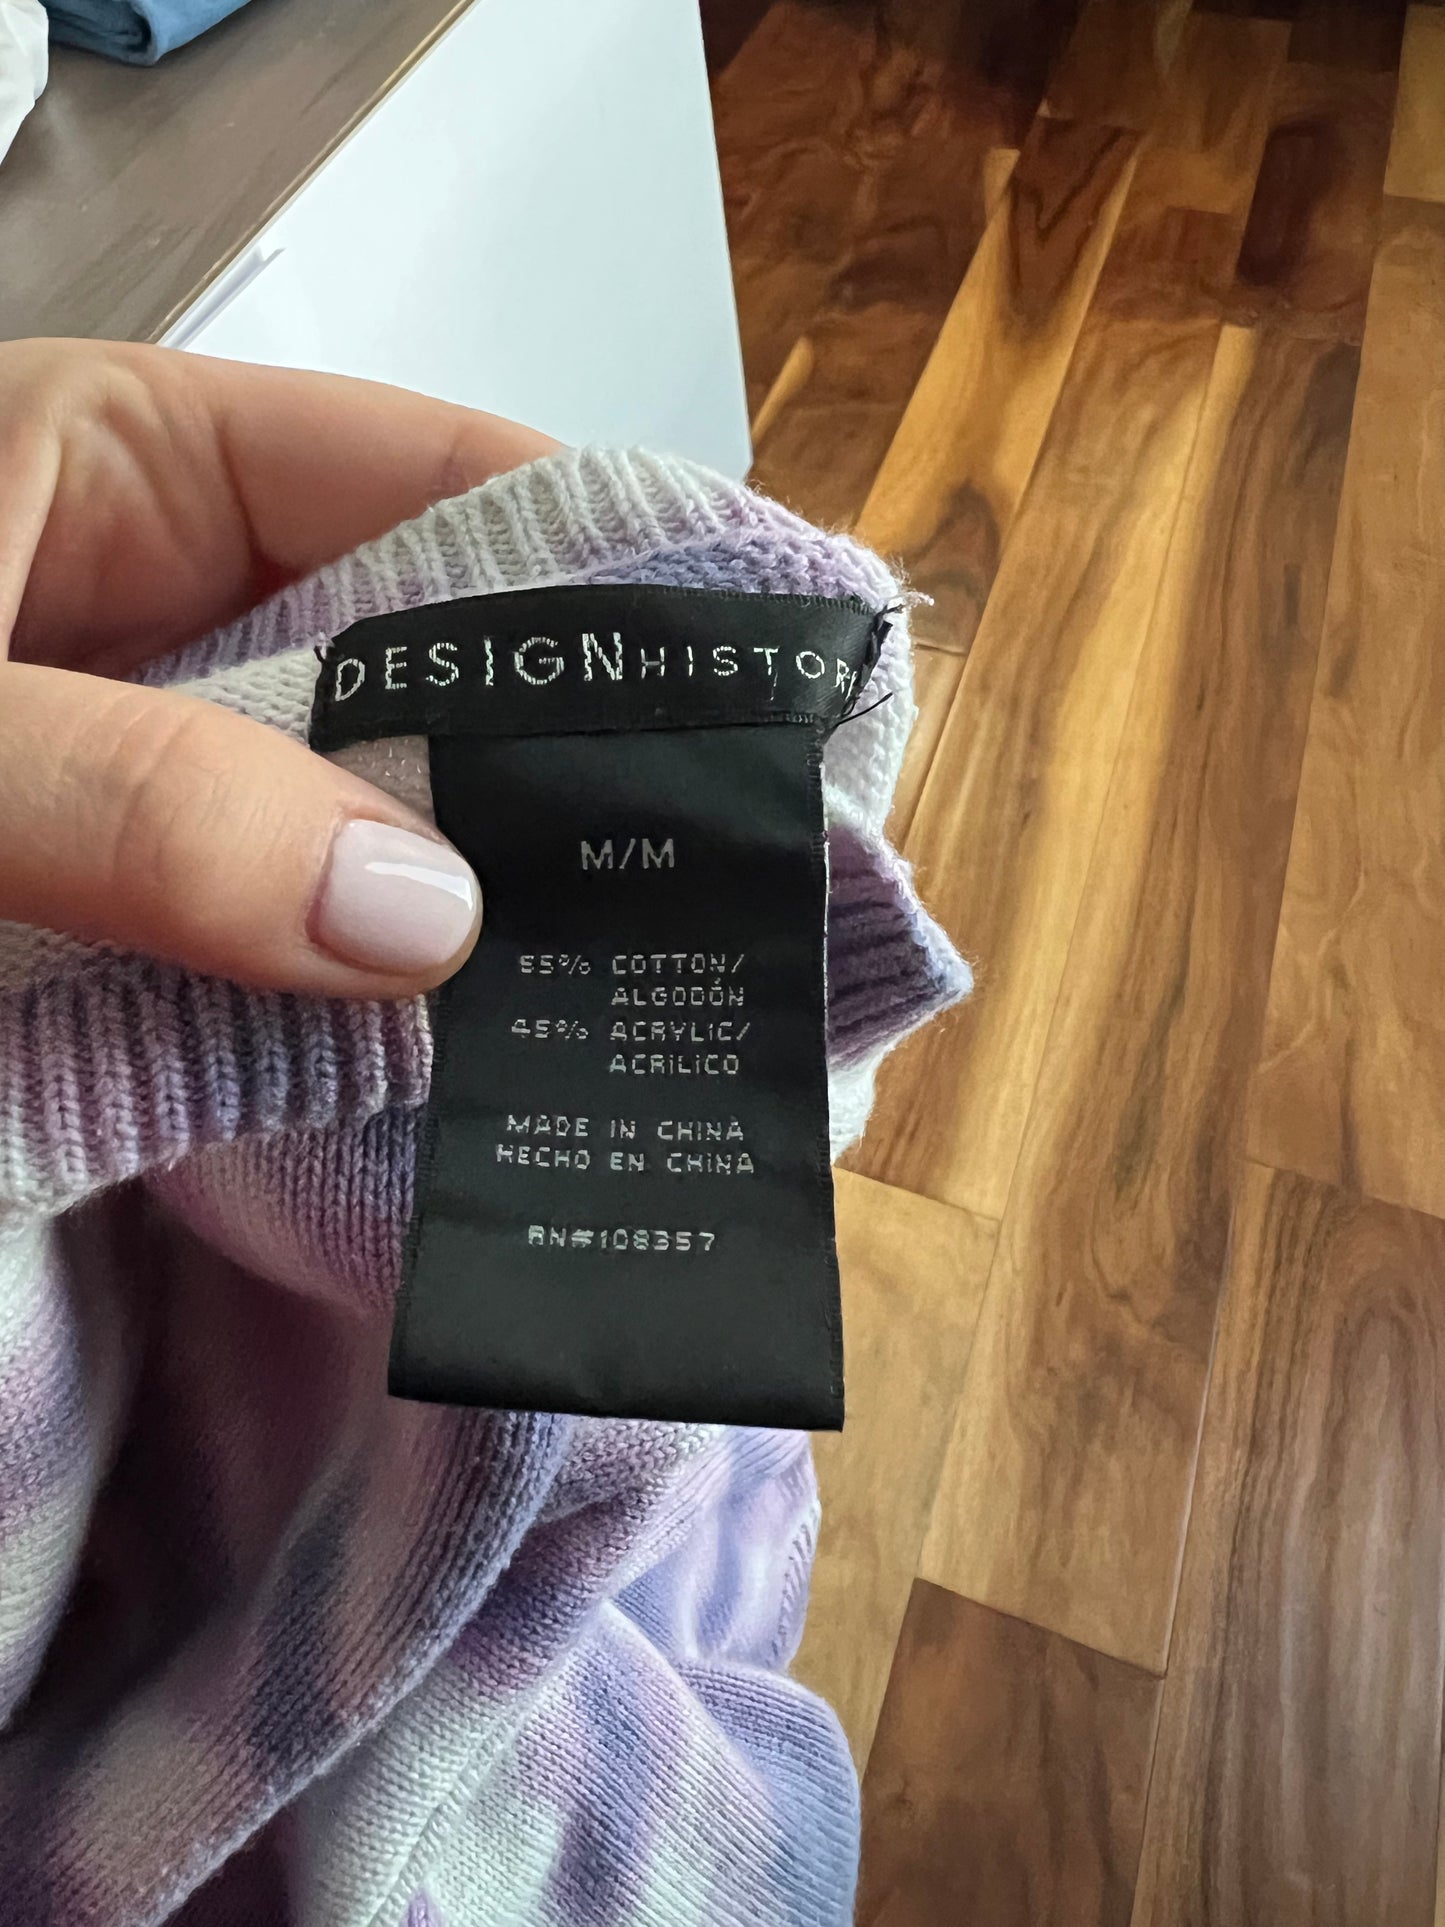 DESIGNHISTORY
M/M
55% COTTON/
ALGODÓN
45% ACRYLIC/
ACRILICO
MADE IN CHINA
HECHO EN CHINA
RN#108357